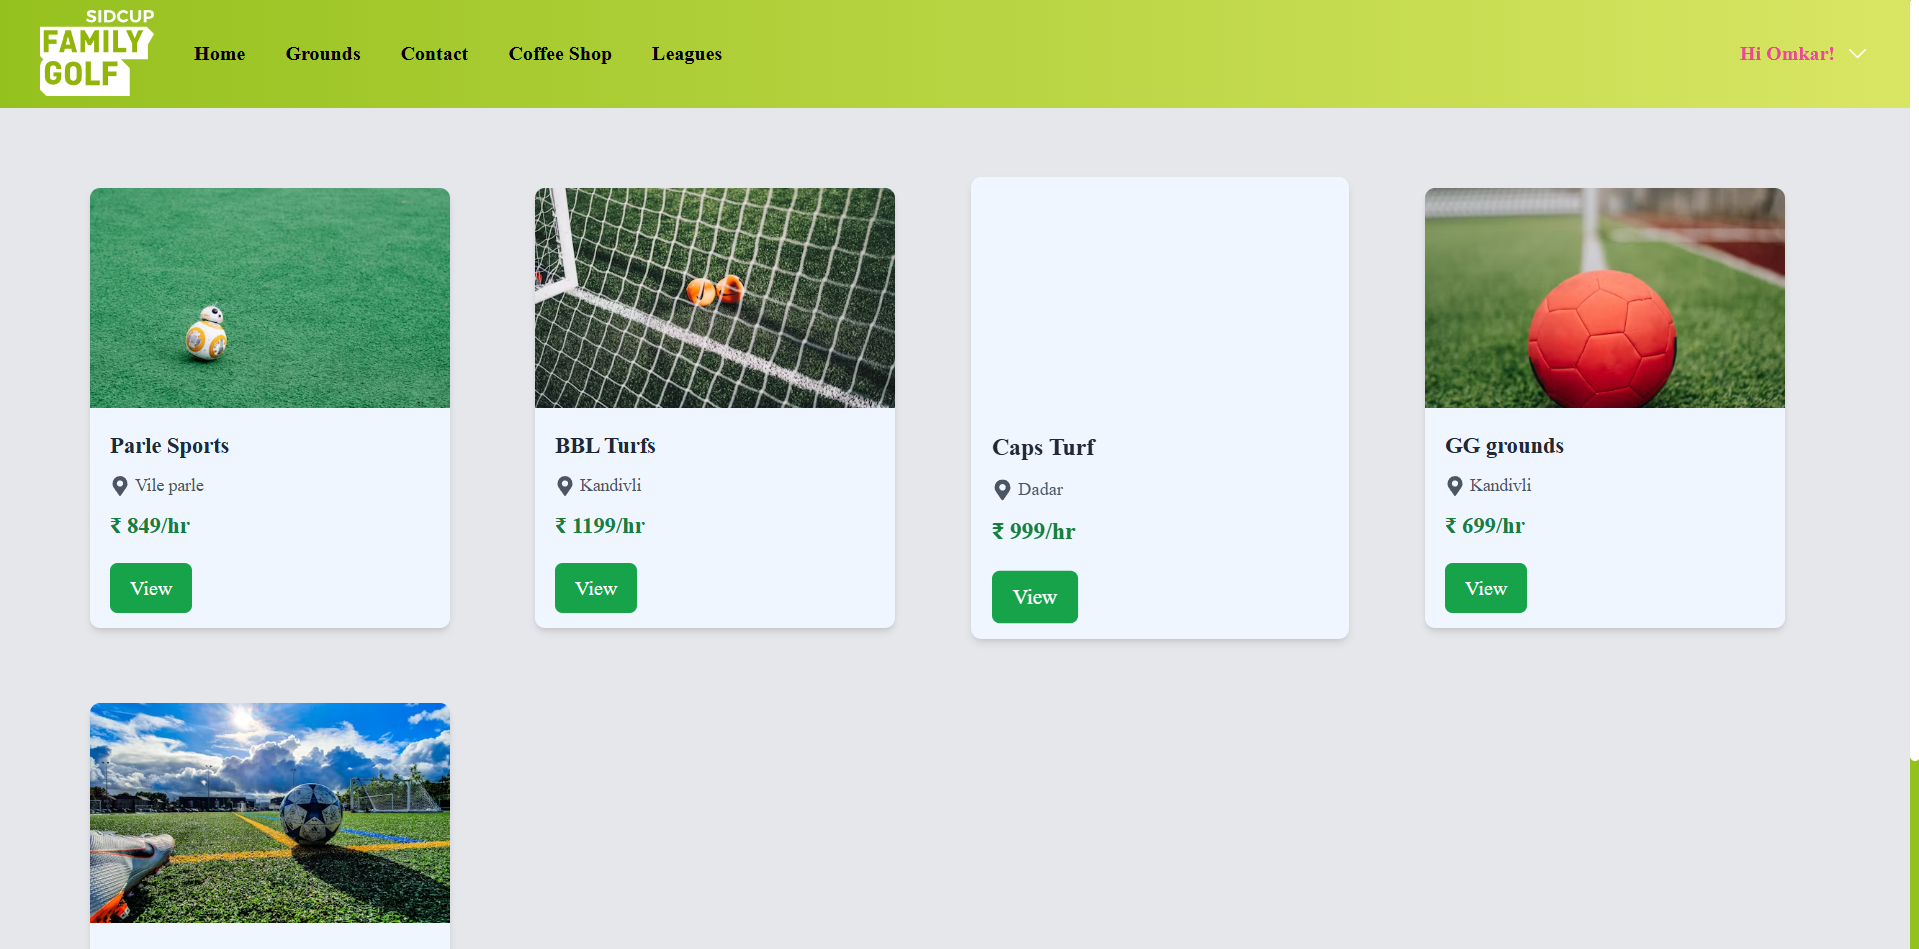 SIDCUP
FAMILY
GOLF
Home
Grounds
Contact
Coffee Shop
Leagues
Hi Omkar!
Parle Sports
Vile parle
₹ 849/hr
View
BBL Turfs
Kandivli
₹ 1199/hr
View
Caps Turf
Dadar
₹ 999/hr
View
GG grounds
Kandivli
₹ 699/hr
View